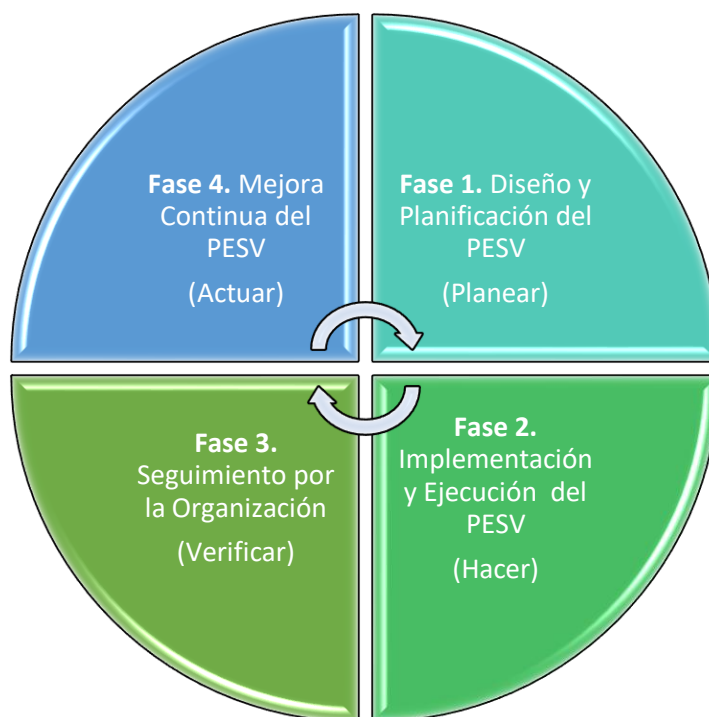 Fase 4. Mejora
Continua del
PESV
(Actuar)
Fase 1. Diseño y
Planificación del
PESV
(Planear)
Fase 3.
Seguimiento por
la Organización
(Verificar)
Fase 2.
Implementación
y Ejecución  del
PESV
(Hacer)